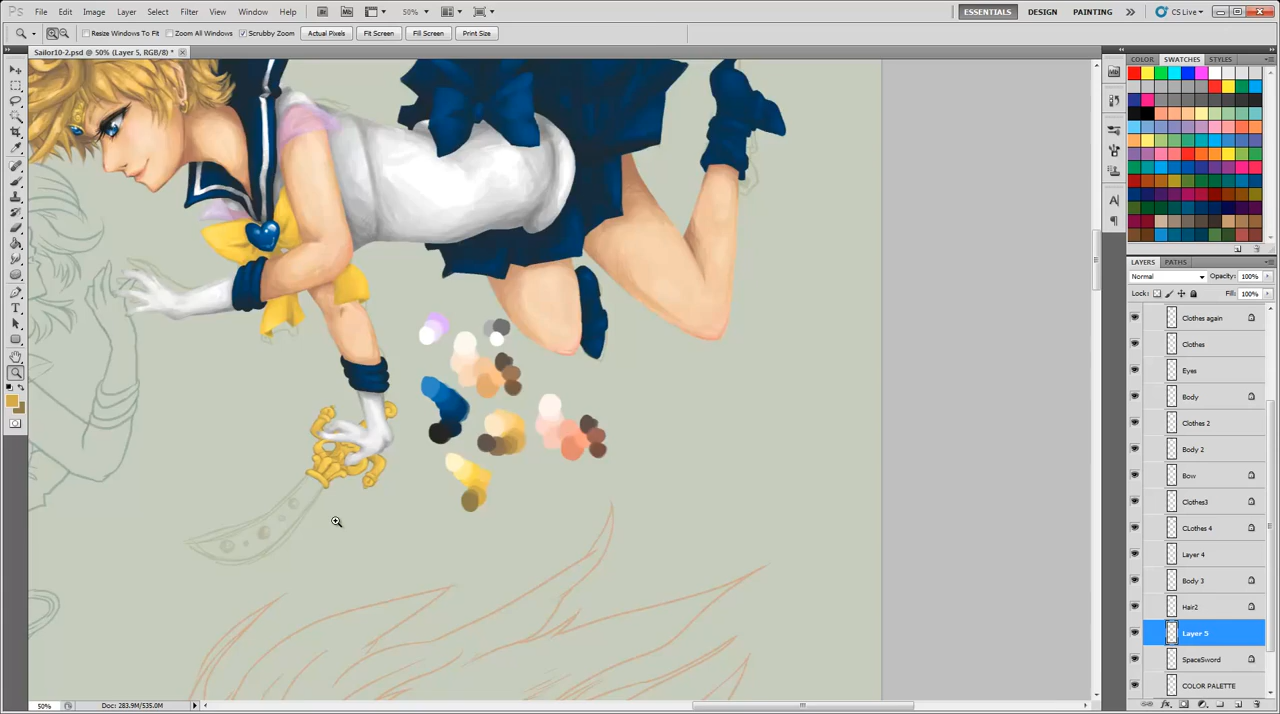 Ps File Edit Image Layer Select Filter View Window Help Br Mb 50% ESSENTIALS DESIGN PAINTING CS Live
Resize Windows To Fit Zoom All Windows Scrubby Zoom Actual Pixels Fit Screen Fill Screen Print Size
Sailor10-2.psd @ 50% (Layer 5, RGB/8) *
COLOR SWATCHES STYLES
LAYERS PATHS
Normal Opacity: 100%
Lock: Fill: 100%
Clothes again
Clothes
Eyes
Body
Clothes 2
Body 2
Bow
Clothes3
CLothes 4
Layer 4
Body 3
Hair2
Layer 5
SpaceSword
COLOR PALETTE
50% Doc: 283.9M/535.0M